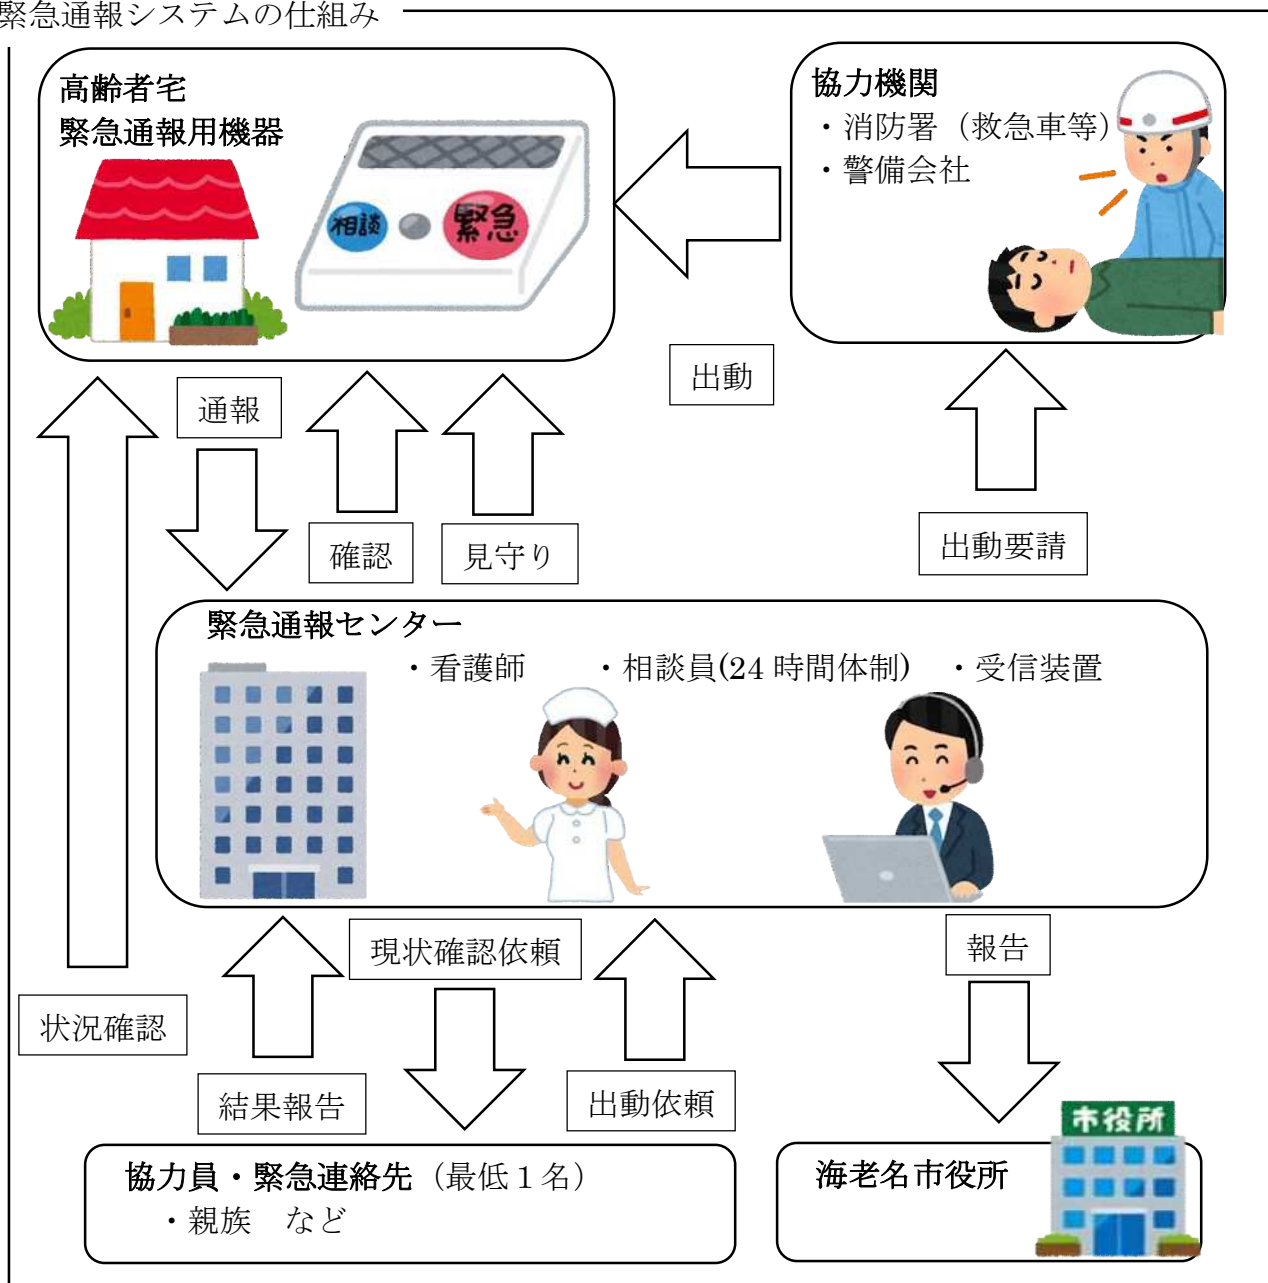 緊急通報システムの仕組み
高齢者宅
緊急通報用機器
相談
緊急
協力機関
・消防署（救急車等）
・警備会社
出動
通報
確認
見守り
出動要請
緊急通報センター
・看護師　　・相談員(24 時間体制)　・受信装置
現状確認依頼
報告
状況確認
結果報告
出動依頼
協力員・緊急連絡先（最低１名）
・親族　など
海老名市役所
市役所